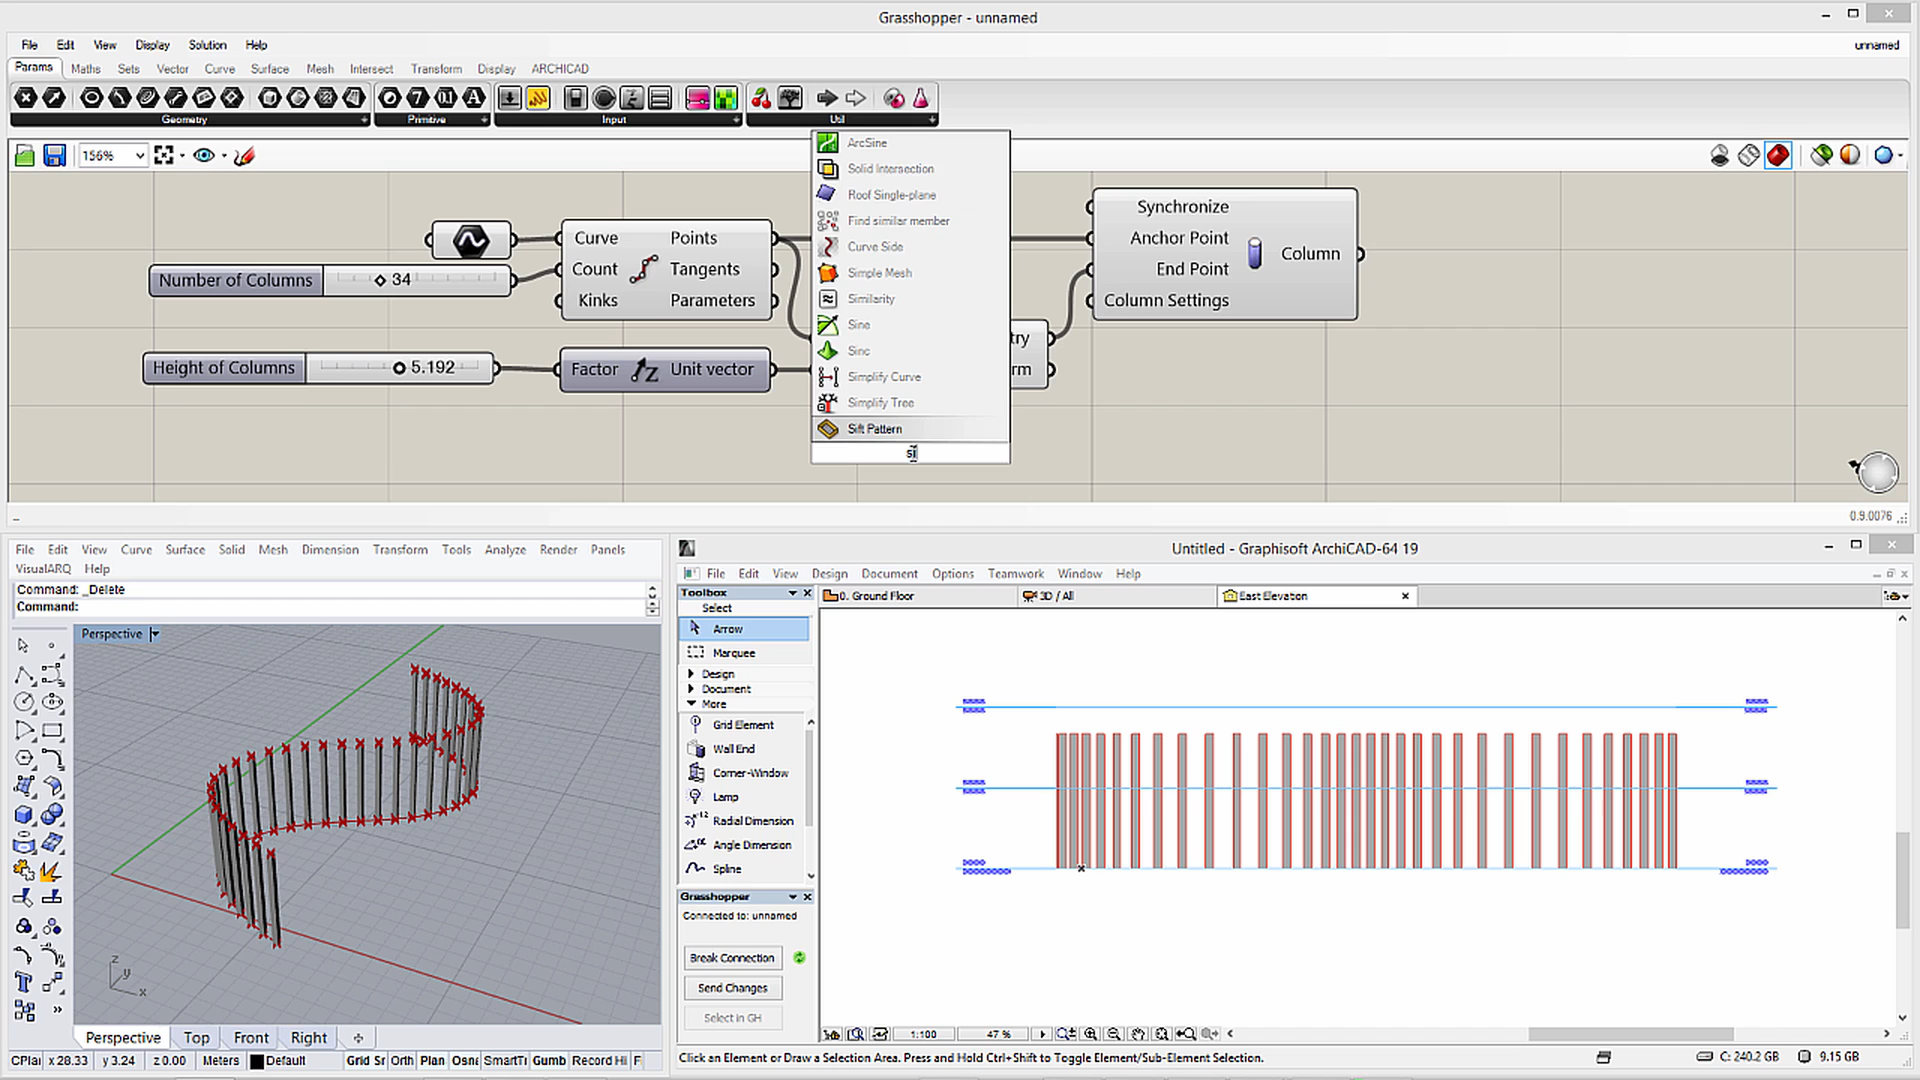 Grasshopper - unnamed
File Edit View Display Solution Help unnamed
Params Maths Sets Vector Curve Surface Mesh Intersect Transform Display ARCHICAD
Geometry Primitive Input Util
156%
ArcSine
Solid Intersection
Roof Single-plane
Find similar member
Curve Side
Simple Mesh
Similarity
Sine
Sinc
Simplify Curve
Simplify Tree
Sift Pattern
si
Number of Columns 34
Height of Columns 5.192
Curve Points
Count Tangents
Kinks Parameters
Factor Unit vector
try
rm
Synchronize
Anchor Point
End Point
Column Settings
Column
0.9.0076
File Edit View Curve Surface Solid Mesh Dimension Transform Tools Analyze Render Panels
VisualARQ Help
Command: _Delete
Command:
Perspective
z
y
x
Perspective Top Front Right
CPlai x 28.33 y 3.24 z 0.00 Meters Default Grid Sr Orth Plan Osn SmartTi Gumb Record Hi F
Untitled - Graphisoft ArchiCAD-64 19
File Edit View Design Document Options Teamwork Window Help
Toolbox
Select
Arrow
Marquee
Design
Document
More
Grid Element
Wall End
Corner-Window
Lamp
Radial Dimension
Angle Dimension
Spline
Grasshopper
Connected to: unnamed
Break Connection
Send Changes
Select in GH
0. Ground Floor 3D / All East Elevation
1:100 47 %
Click an Element or Draw a Selection Area. Press and Hold Ctrl+Shift to Toggle Element/Sub-Element Selection. C: 240.2 GB 9.15 GB